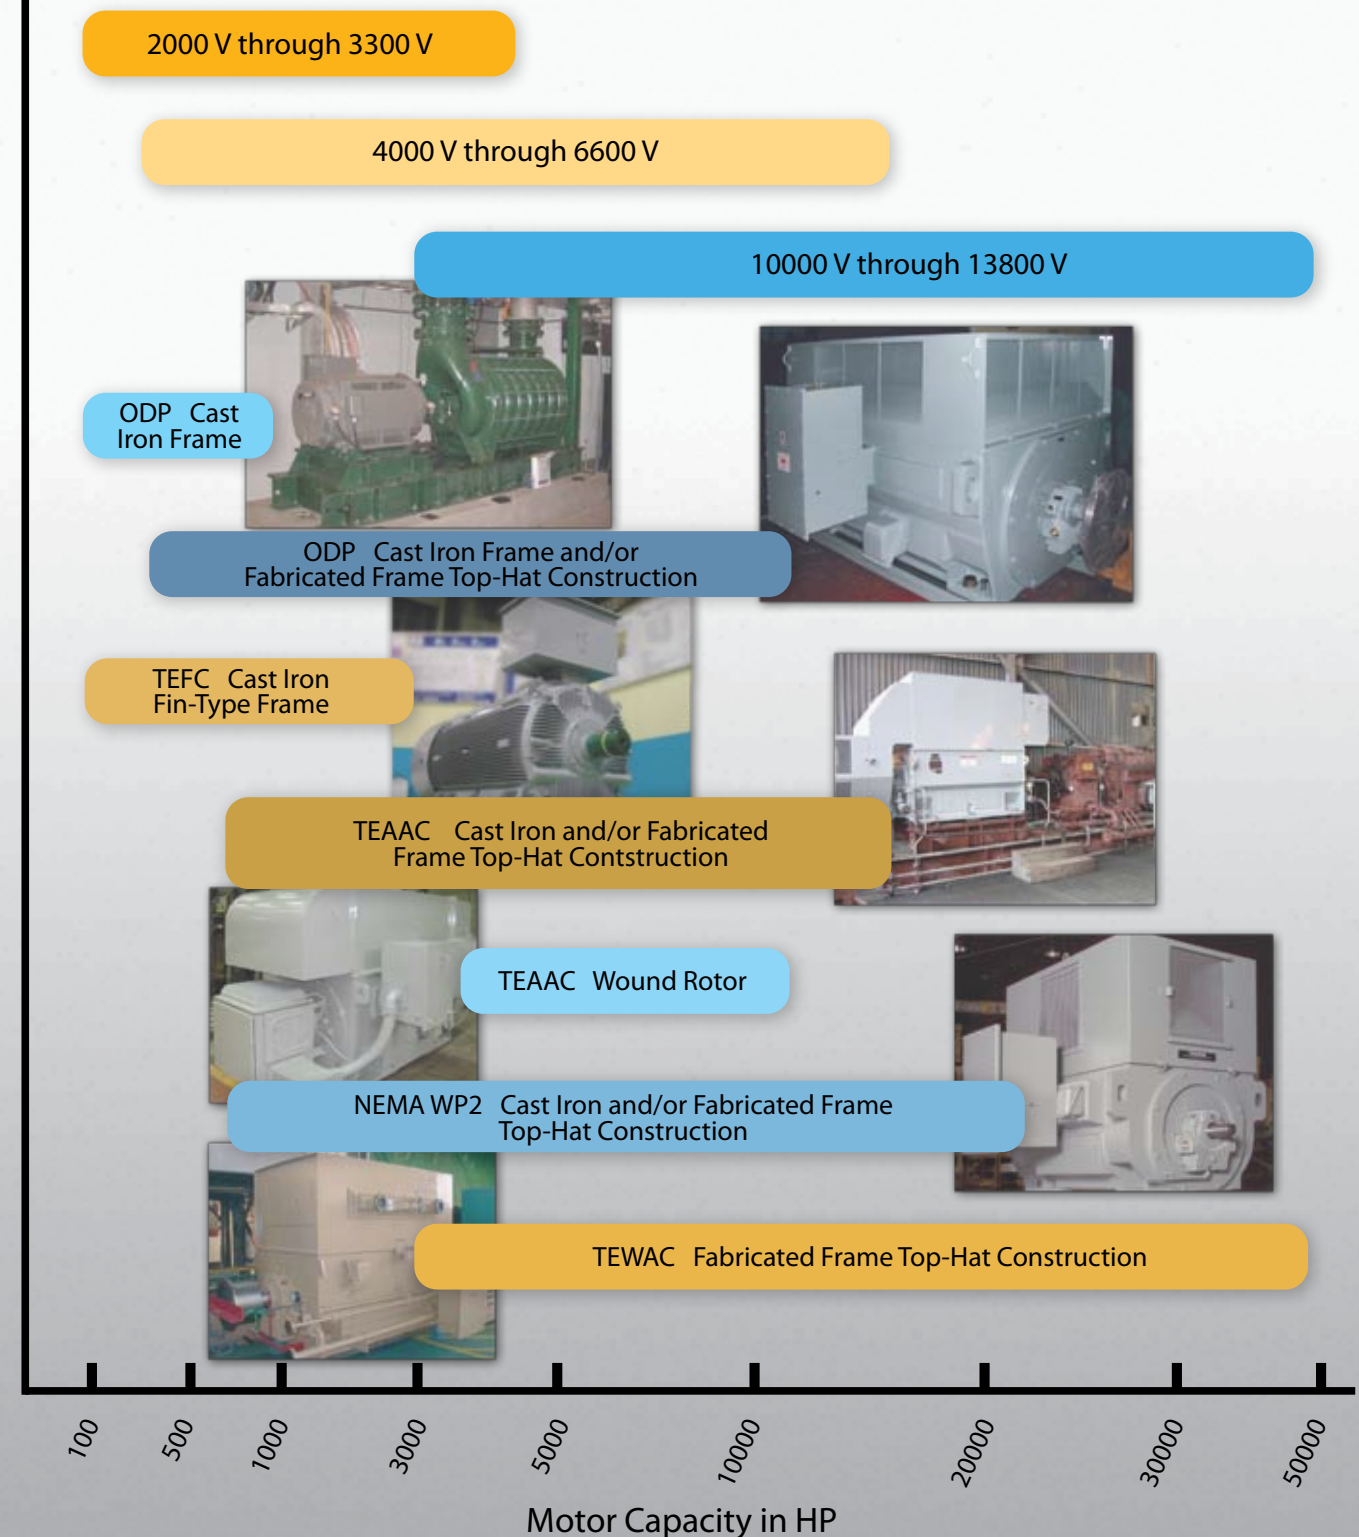 2000 V through 3300 V
4000 V through 6600 V
10000 V through 13800 V
ODP Cast
Iron Frame
ODP Cast Iron Frame and/or
Fabricated Frame Top-Hat Construction
TEFC Cast Iron
Fin-Type Frame
TEAAC Cast Iron and/or Fabricated
Frame Top-Hat Contstruction
TEAAC Wound Rotor
NEMA WP2 Cast Iron and/or Fabricated Frame
Top-Hat Construction
TEWAC Fabricated Frame Top-Hat Construction
100 500 1000 3000 5000 10000 20000 30000 50000
Motor Capacity in HP